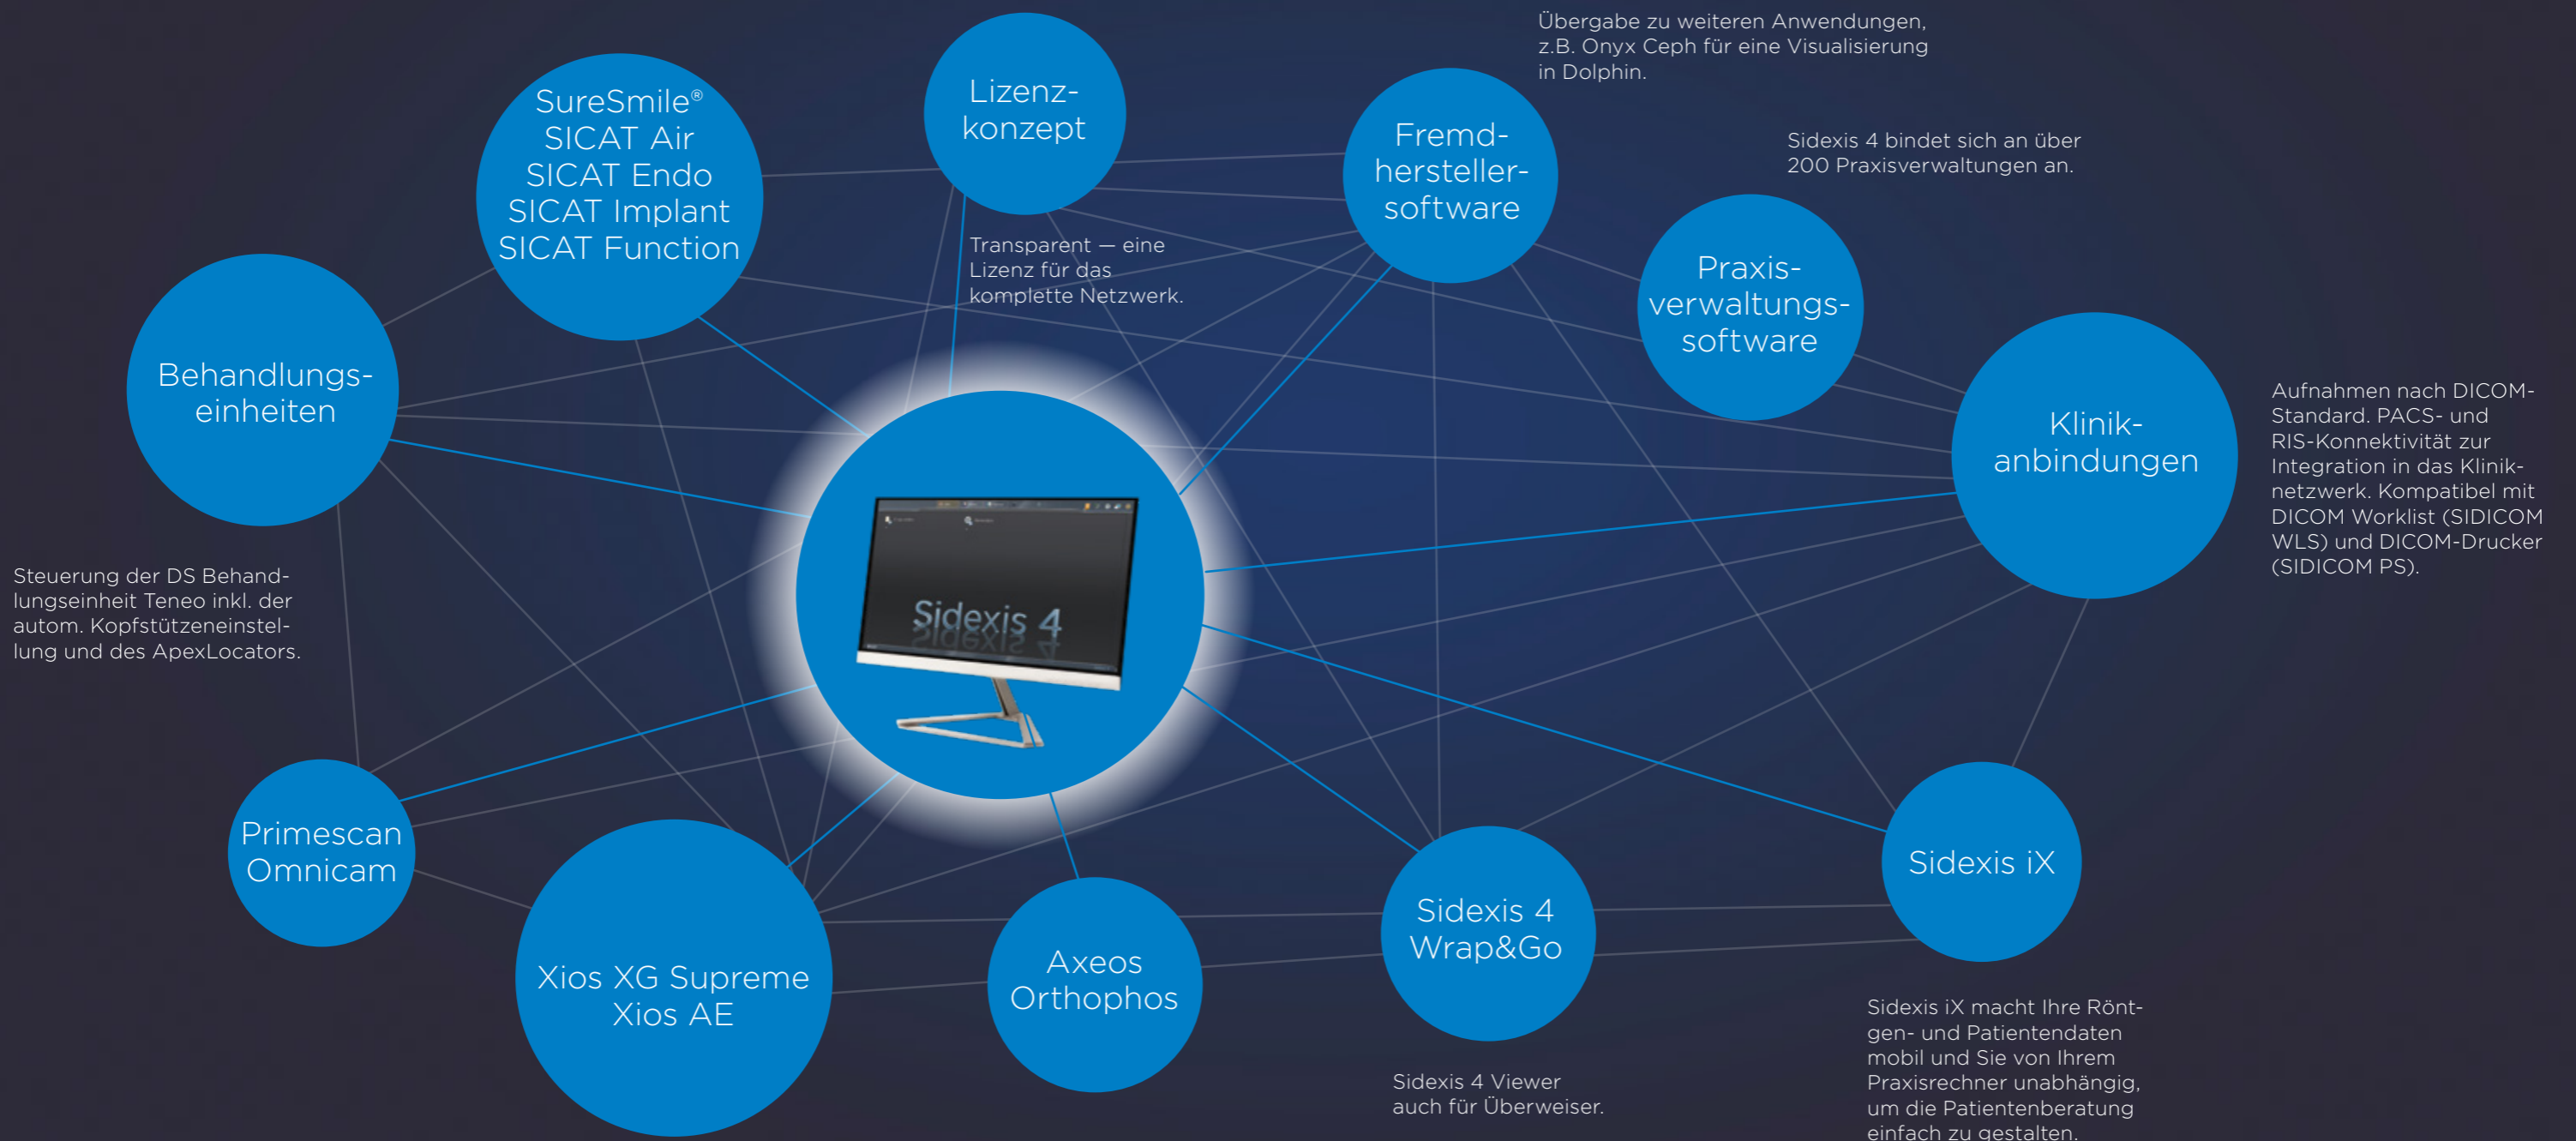 Übergabe zu weiteren Anwendungen,
z.B. Onyx Ceph für eine Visualisierung
in Dolphin.
SureSmile®
SICAT Air
SICAT Endo
SICAT Implant
SICAT Function
Lizenz-
konzept
Transparent — eine
Lizenz für das
komplette Netzwerk.
Fremd-
hersteller-
software
Sidexis 4 bindet sich an über
200 Praxisverwaltungen an.
Praxis-
verwaltungs-
software
Behandlungs-
einheiten
Steuerung der DS Behand-
lungseinheit Teneo inkl. der
autom. Kopfstützeneinstel-
lung und des ApexLocators.
Klinik-
anbindungen
Aufnahmen nach DICOM-
Standard. PACS- und
RIS-Konnektivität zur
Integration in das Klinik-
netzwerk. Kompatibel mit
DICOM Worklist (SIDICOM
WLS) und DICOM-Drucker
(SIDICOM PS).
Sidexis 4
Primescan
Omnicam
Xios XG Supreme
Xios AE
Axeos
Orthophos
Sidexis 4
Wrap&Go
Sidexis 4 Viewer
auch für Überweiser.
Sidexis iX
Sidexis iX macht Ihre Rönt-
gen- und Patientendaten
mobil und Sie von Ihrem
Praxisrechner unabhängig,
um die Patientenberatung
einfach zu gestalten.